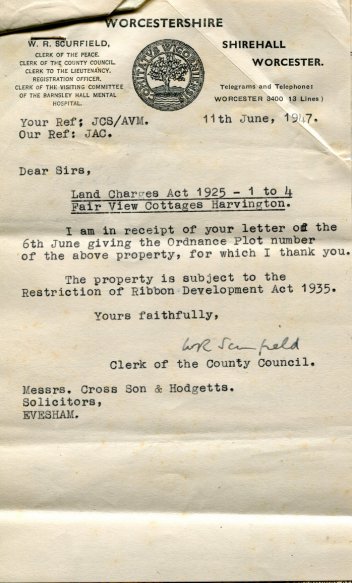 WORCESTERSHIRE
W. R. SCURFIELD,
CLERK OF THE PEACE.
CLERK OF THE COUNTY COUNCIL.
CLERK TO THE LIEUTENANCY.
REGISTRATION OFFICER.
CLERK OF THE VISITING COMMITTEE
OF THE BARNSLEY HALL MENTAL
HOSPITAL.
SHIREHALL
WORCESTER.
Telegrams and Telephone:
WORCESTER 3400 (3 Lines)
Your Ref; JCS/AVM.
Our Ref: JAC.
11th June, 1947.
Dear Sirs,
Land Charges Act 1925 - 1 to 4
Fair View Cottages Harvington.
I am in receipt of your letter of the
6th June giving the Ordnance Plot number
of the above property, for which I thank you.
The property is subject to the
Restriction of Ribbon Development Act 1935.
Yours faithfully,
WR Scurfield
Clerk of the County Council.
Messrs. Cross Son & Hodgetts.
Solicitors,
EVESHAM.